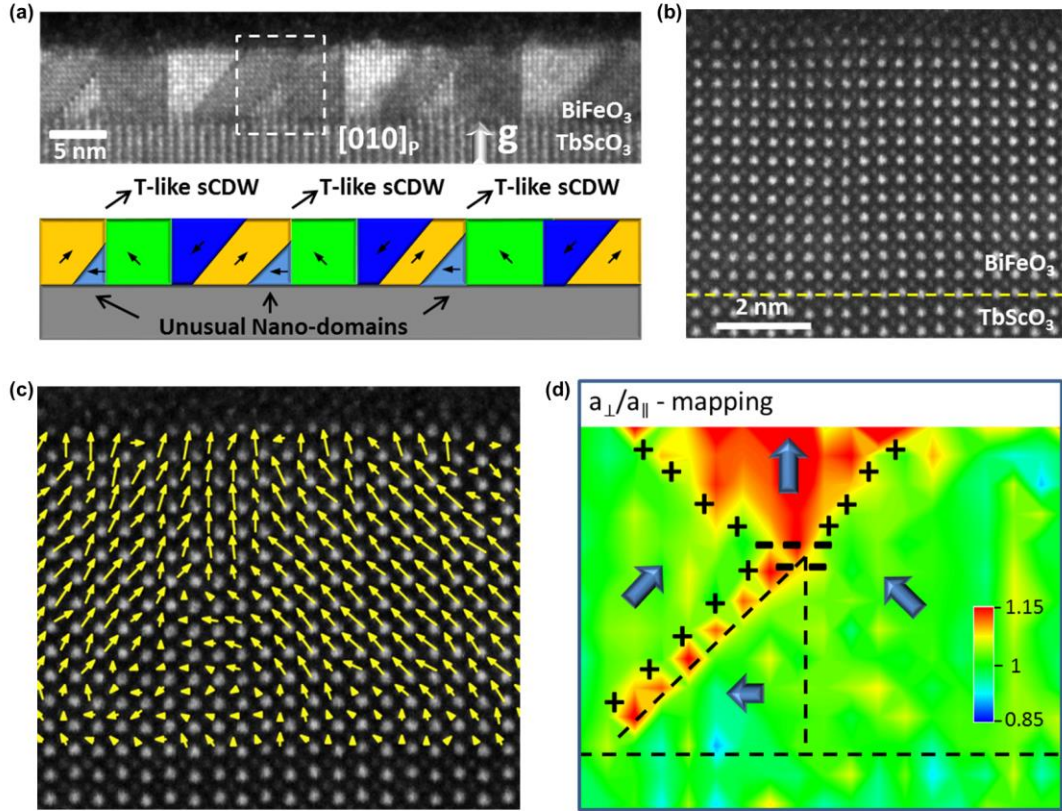 (a)
5 nm
[010]P
g
BiFeO3
TbScO3
T-like sCDW
T-like sCDW
T-like sCDW
Unusual Nano-domains
(b)
BiFeO3
2 nm
TbScO3
(c)
(d)
a⊥/a∥ - mapping
+ + + + + + + + + + + + +
1.15
1
0.85